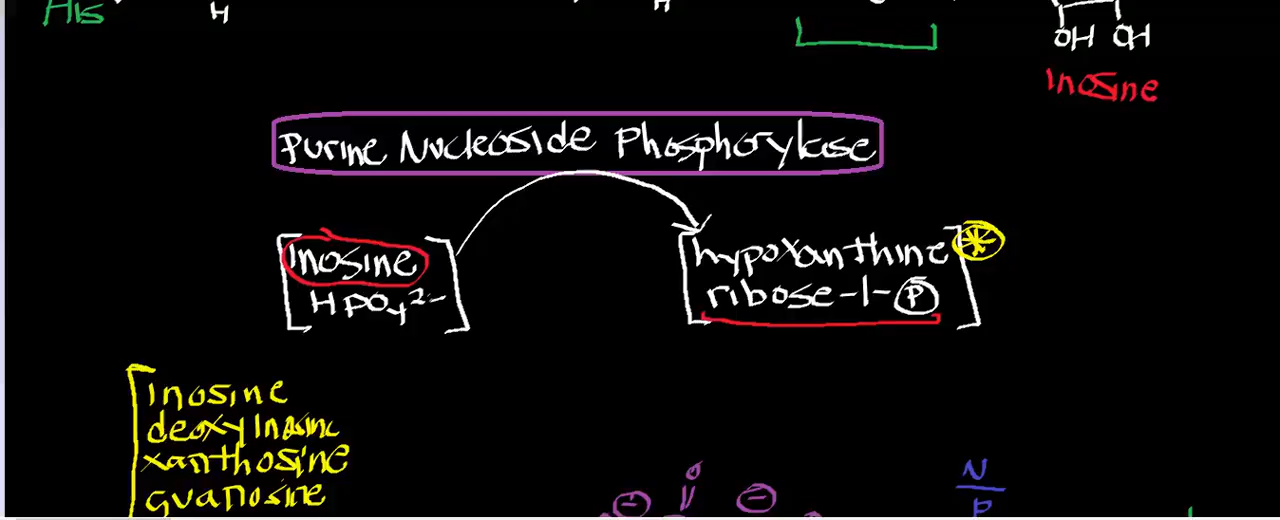 His
H
H
OH OH
Inosine
Purine Nucleoside Phosphorylase
Inosine
HPO4 2-
hypoxanthine *
ribose-1-P
Inosine
deoxyInosine
xanthosine
guanosine
O
N
P